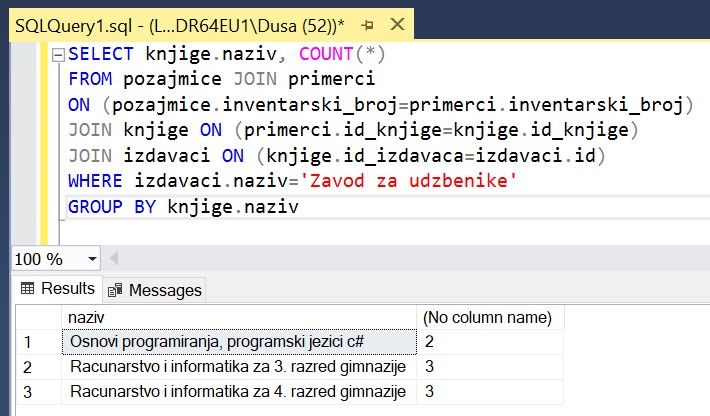 SQLQuery1.sql - (L...DR64EU1\Dusa (52))*
SELECT knjige.naziv, COUNT(*)
FROM pozajmice JOIN primerci
ON (pozajmice.inventarski_broj=primerci.inventarski_broj)
JOIN knjige ON (primerci.id_knjige=knjige.id_knjige)
JOIN izdavaci ON (knjige.id_izdavaca=izdavaci.id)
WHERE izdavaci.naziv='Zavod za udzbenike'
GROUP BY knjige.naziv
100 %
Results Messages
naziv (No column name)
1 Osnovi programiranja, programski jezici c# 2
2 Racunarstvo i informatika za 3. razred gimnazije 3
3 Racunarstvo i informatika za 4. razred gimnazije 3